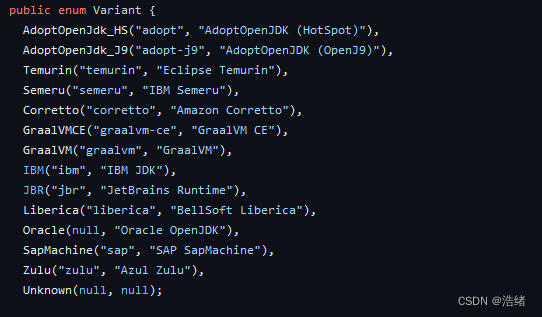 public enum Variant {
AdoptOpenJdk_HS("adopt", "AdoptOpenJDK (HotSpot)"),
AdoptOpenJdk_J9("adopt-j9", "AdoptOpenJDK (OpenJ9)"),
Temurin("temurin", "Eclipse Temurin"),
Semeru("semeru", "IBM Semeru"),
Corretto("corretto", "Amazon Corretto"),
GraalVMCE("graalvm-ce", "GraalVM CE"),
GraalVM("graalvm", "GraalVM"),
IBM("ibm", "IBM JDK"),
JBR("jbr", "JetBrains Runtime"),
Liberica("liberica", "BellSoft Liberica"),
Oracle(null, "Oracle OpenJDK"),
SapMachine("sap", "SAP SapMachine"),
Zulu("zulu", "Azul Zulu"),
Unknown(null, null);
CSDN @浩绪